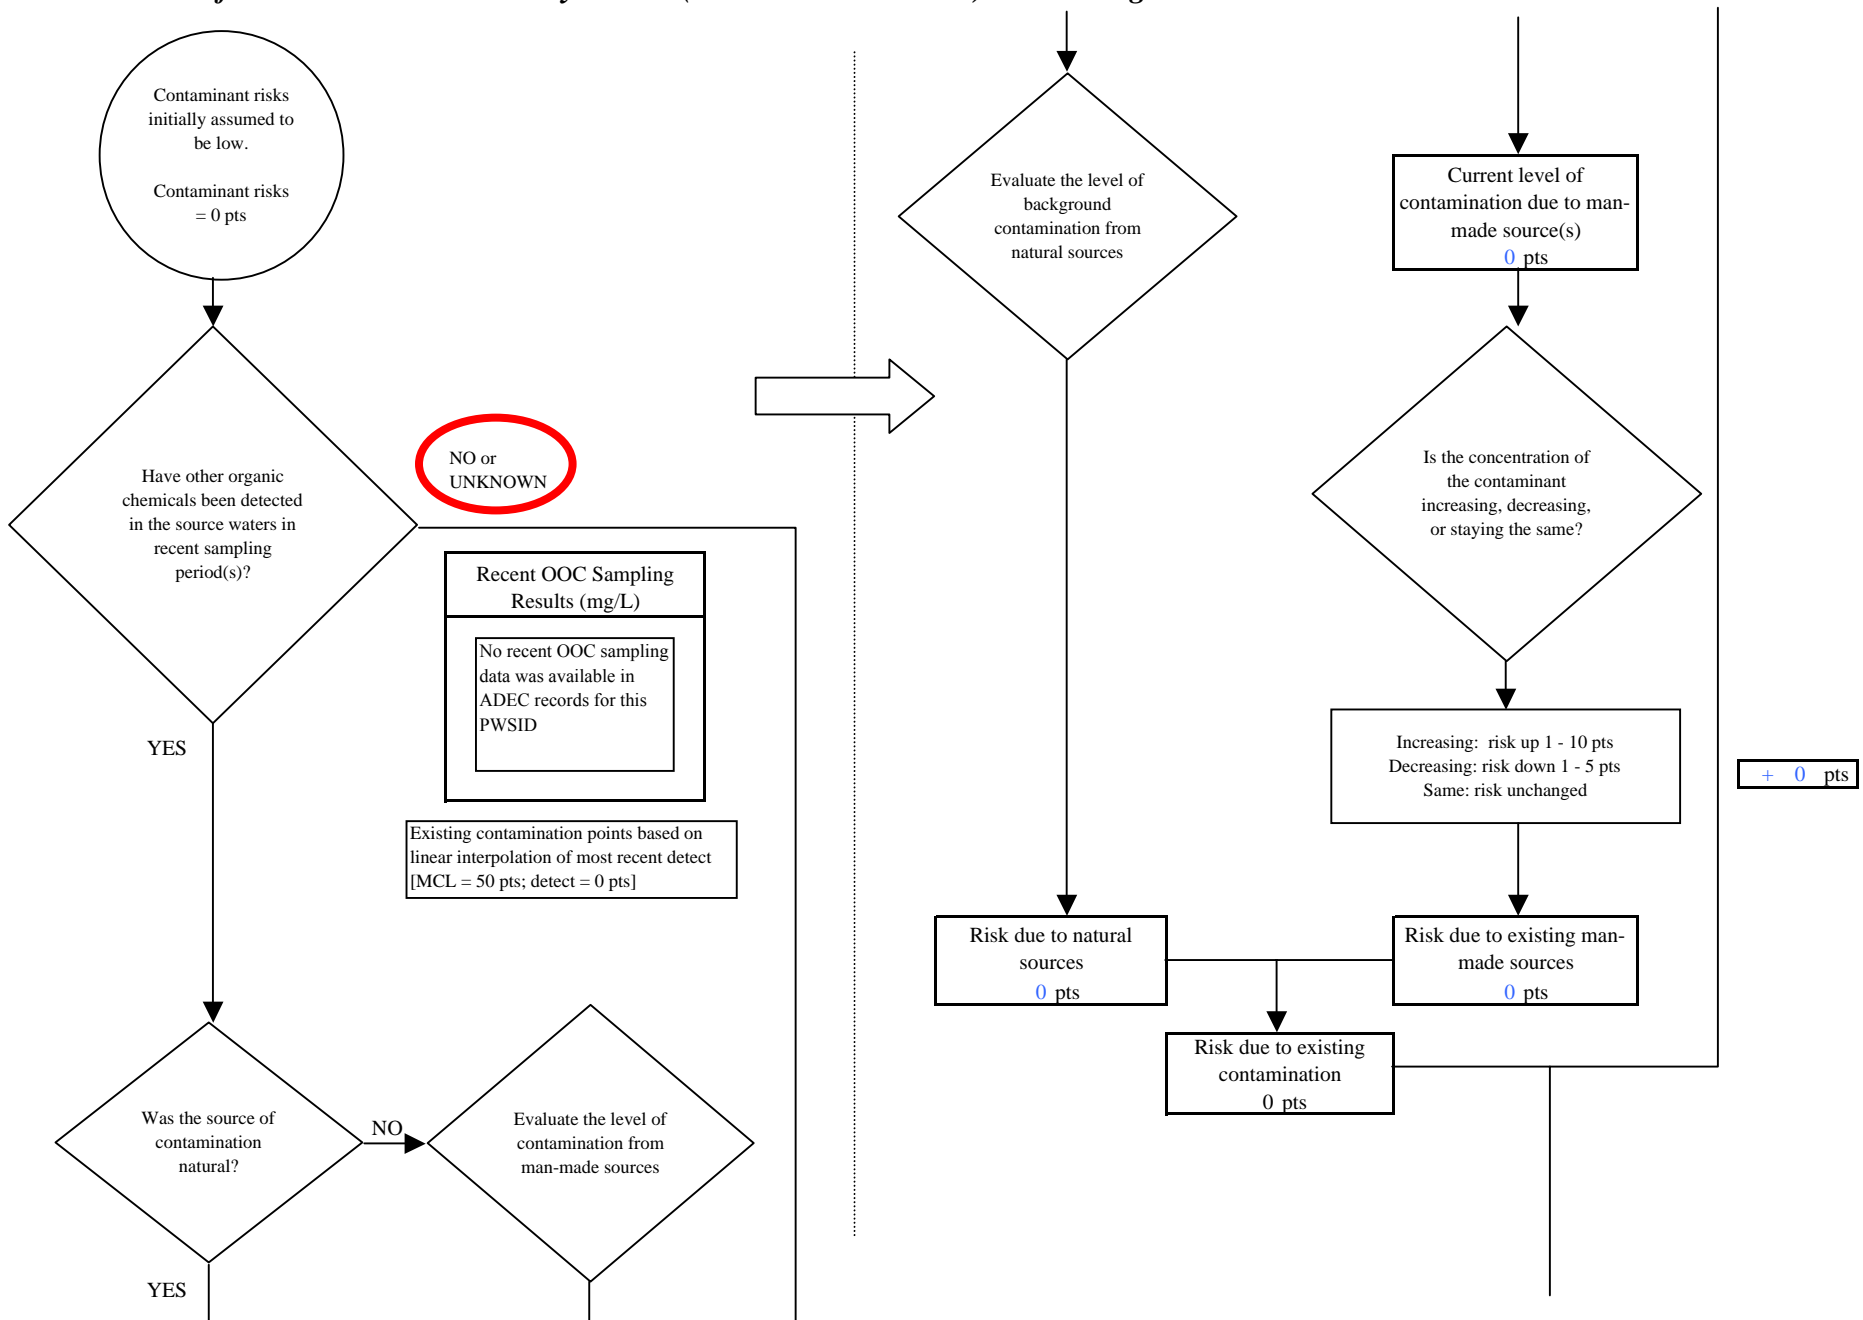 Contaminant risks
initially assumed to
be low.
Contaminant risks
= 0 pts
Have other organic
chemicals been detected
in the source waters in
recent sampling
period(s)?
NO or
UNKNOWN
Recent OOC Sampling
Results (mg/L)
No recent OOC sampling
data was available in
ADEC records for this
PWSID
YES
Existing contamination points based on
linear interpolation of most recent detect
[MCL = 50 pts; detect = 0 pts]
Was the source of
contamination
natural?
NO
Evaluate the level of
contamination from
man-made sources
YES
Evaluate the level of
background
contamination from
natural sources
Current level of
contamination due to man-
made source(s)
0 pts
Is the concentration of
the contaminant
increasing, decreasing,
or staying the same?
Increasing: risk up 1 - 10 pts
Decreasing: risk down 1 - 5 pts
Same: risk unchanged
+ 0 pts
Risk due to natural
sources
0 pts
Risk due to existing man-
made sources
0 pts
Risk due to existing
contamination
0 pts